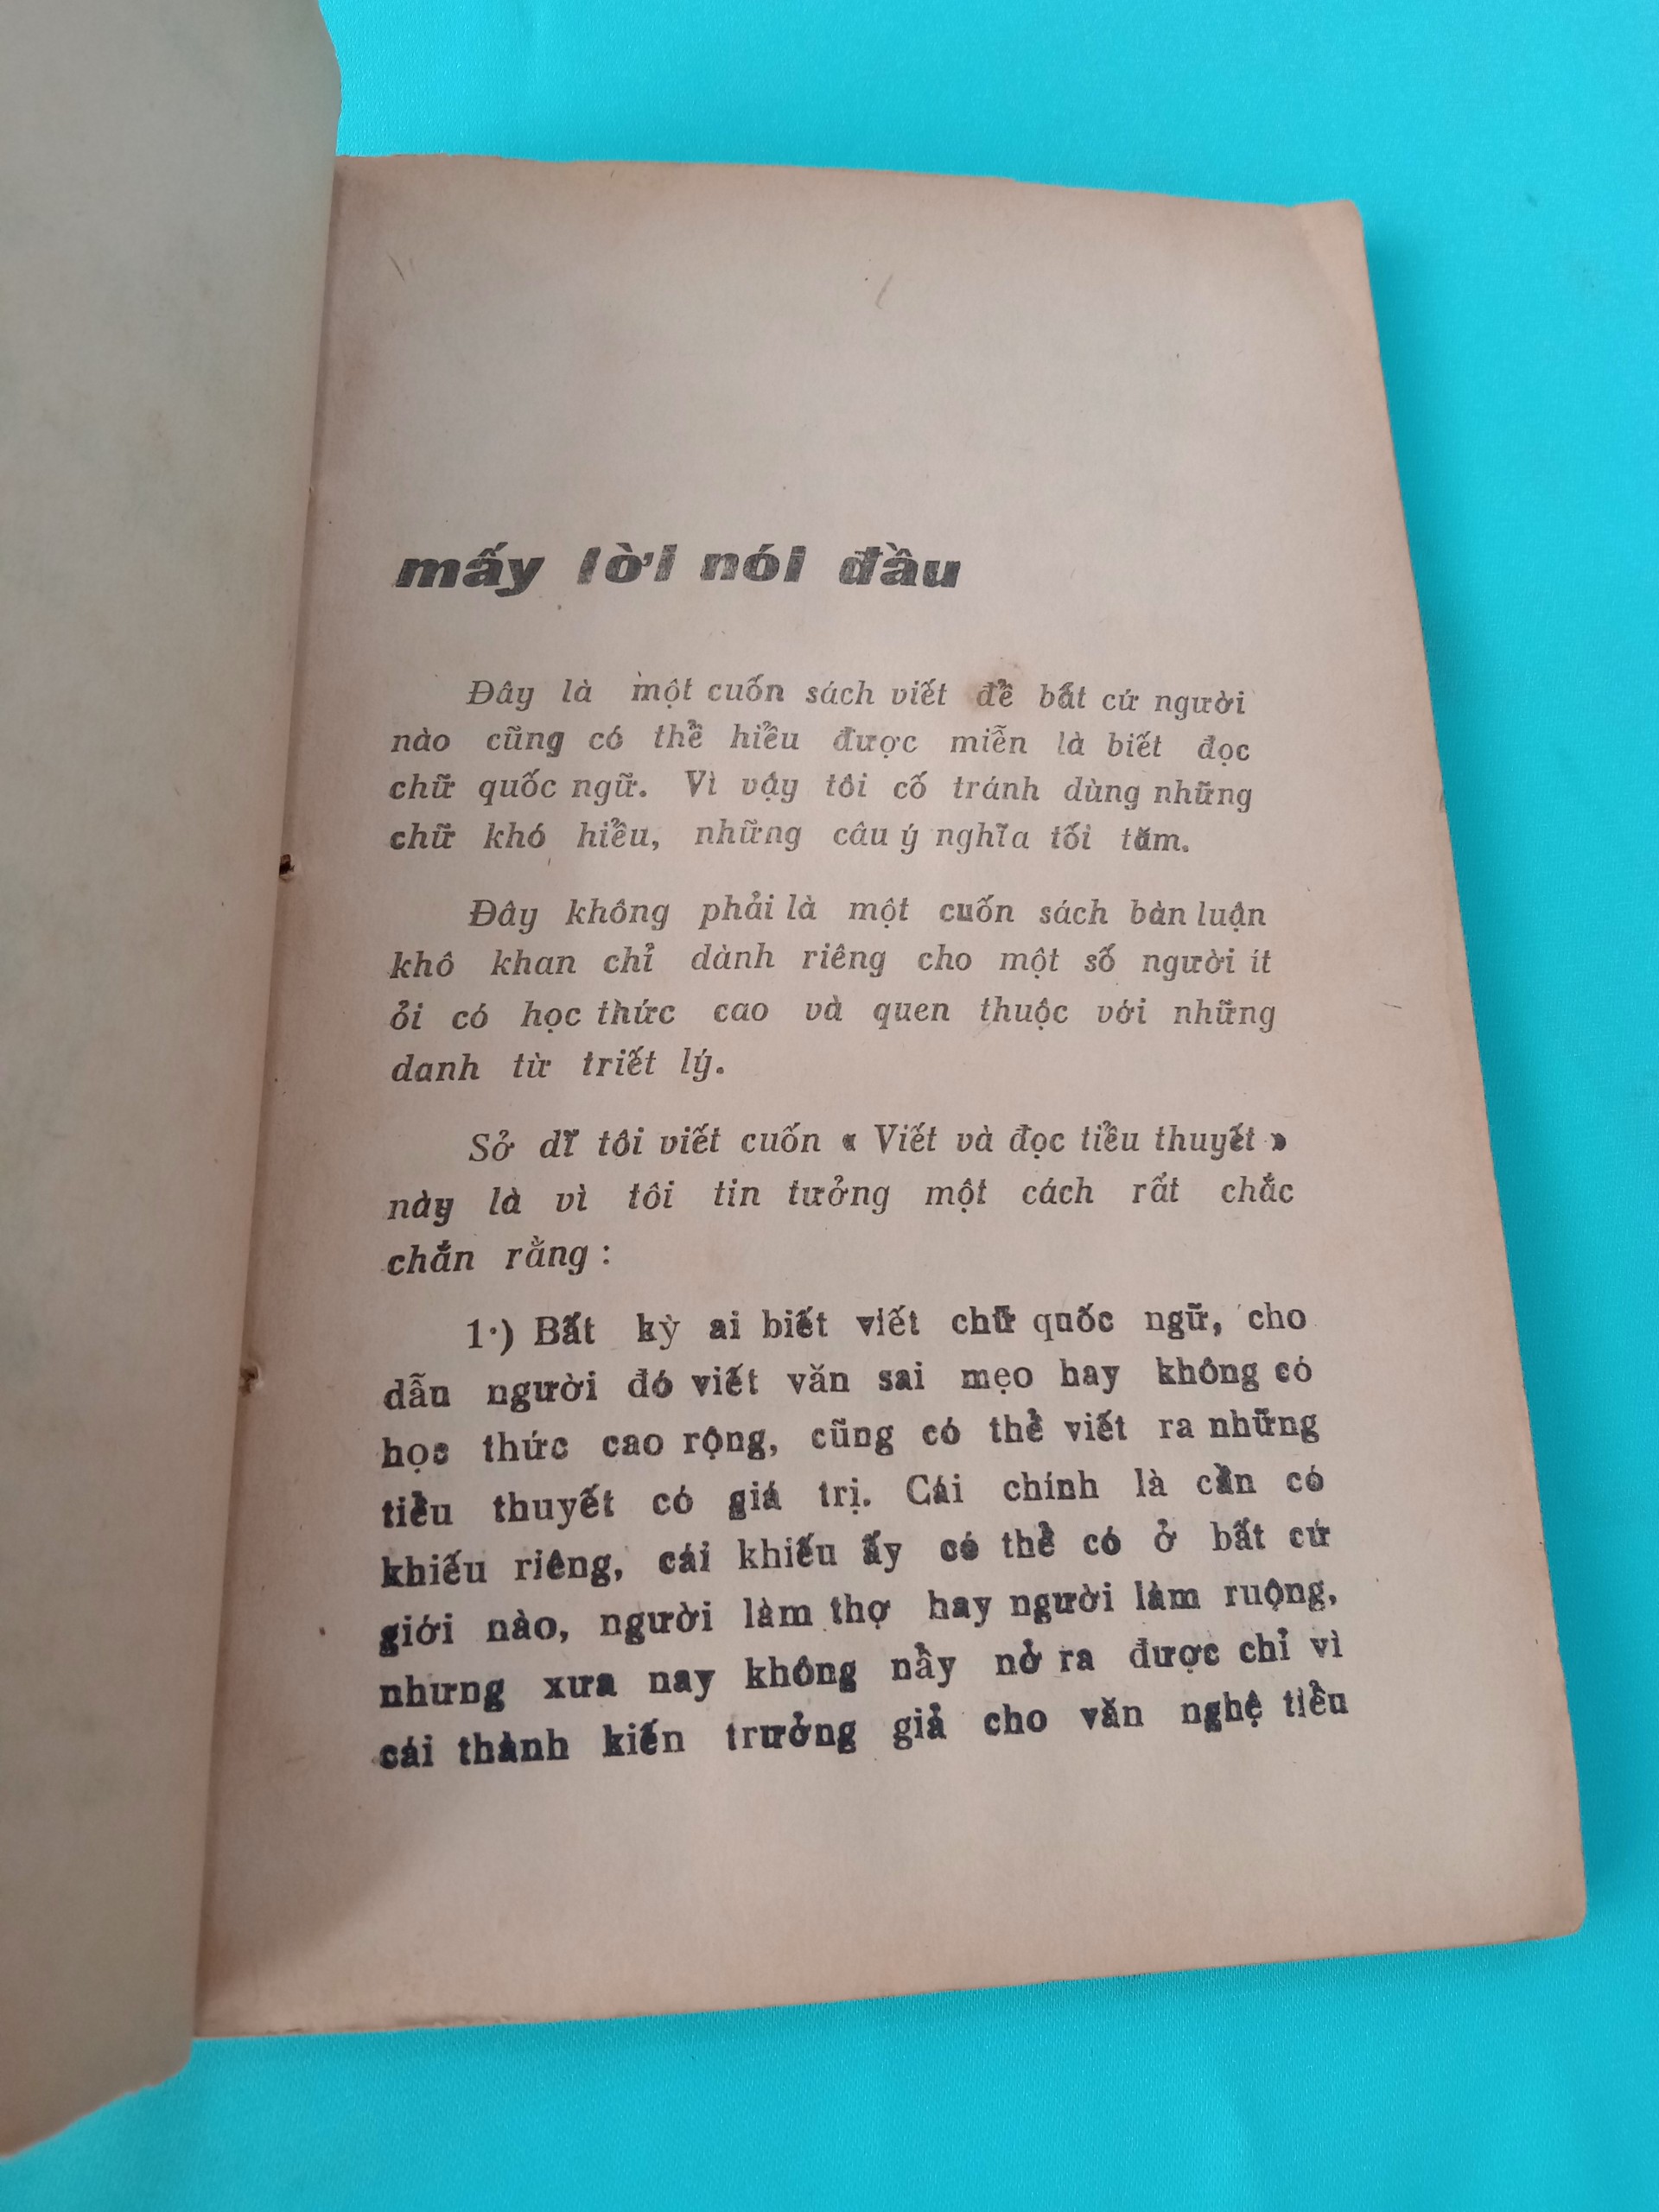 mấy lời nói đầu
Đây là một cuốn sách viết để bất cứ người
nào cũng có thể hiểu được miễn là biết đọc
chữ quốc ngữ. Vì vậy tôi cố tránh dùng những
chữ khó hiểu, những câu ý nghĩa tối tăm.
Đây không phải là một cuốn sách bàn luận
khô khan chỉ dành riêng cho một số người ít
ỏi có học thức cao và quen thuộc với những
danh từ triết lý.
Sở dĩ tôi viết cuốn « Viết và đọc tiểu thuyết »
này là vì tôi tin tưởng một cách rất chắc
chắn rằng :
1·) Bất kỳ ai biết viết chữ quốc ngữ, cho
dẫu người đó viết văn sai mẹo hay không có
học thức cao rộng, cũng có thể viết ra những
tiểu thuyết có giá trị. Cái chính là cần có
khiếu riêng, cái khiếu ấy có thể có ở bất cứ
giới nào, người làm thợ hay người làm ruộng,
nhưng xưa nay không nẩy nở ra được chỉ vì
cái thành kiến trưởng giả cho văn nghệ tiểu